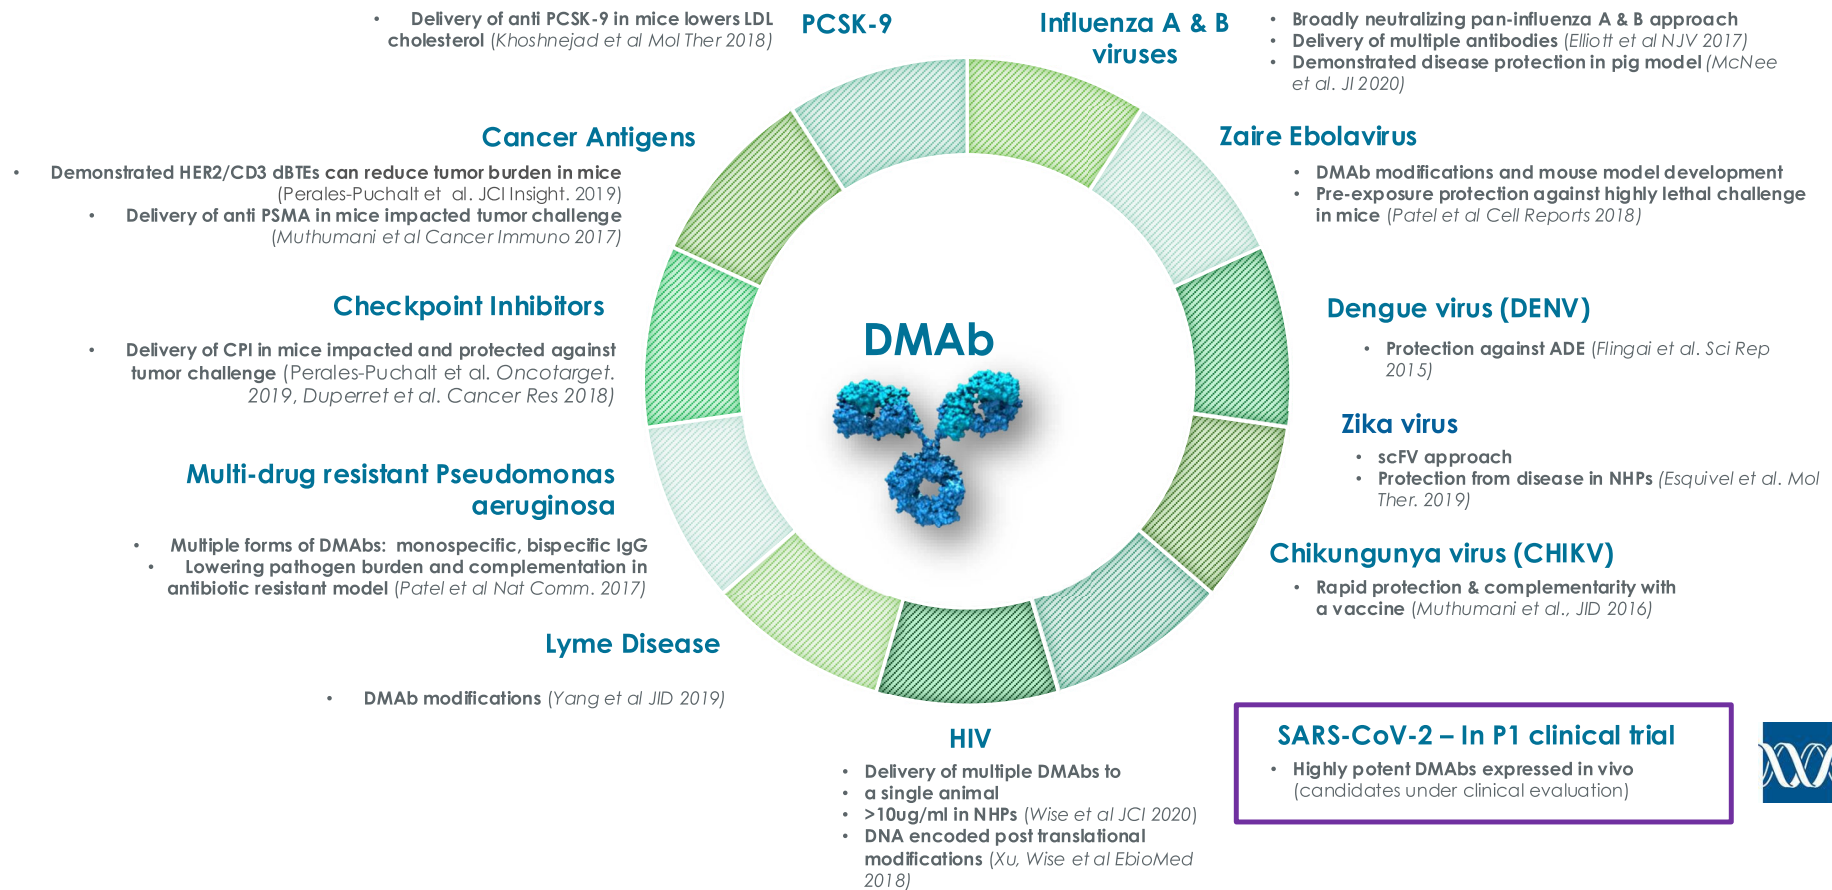 PCSK-9
• Delivery of anti PCSK-9 in mice lowers LDL
cholesterol (Khoshnejad et al Mol Ther 2018)
Influenza A & B
viruses
• Broadly neutralizing pan-influenza A & B approach
• Delivery of multiple antibodies (Elliott et al NJV 2017)
• Demonstrated disease protection in pig model (McNee
et al. JI 2020)
Cancer Antigens
• Demonstrated HER2/CD3 dBTEs can reduce tumor burden in mice
(Perales-Puchalt et al. JCI Insight. 2019)
• Delivery of anti PSMA in mice impacted tumor challenge
(Muthumani et al Cancer Immuno 2017)
Zaire Ebolavirus
• DMAb modifications and mouse model development
• Pre-exposure protection against highly lethal challenge
in mice (Patel et al Cell Reports 2018)
Checkpoint Inhibitors
• Delivery of CPI in mice impacted and protected against
tumor challenge (Perales-Puchalt et al. Oncotarget.
2019, Duperret et al. Cancer Res 2018)
DMAb
Dengue virus (DENV)
• Protection against ADE (Flingai et al. Sci Rep
2015)
Zika virus
• scFV approach
• Protection from disease in NHPs (Esquivel et al. Mol
Ther. 2019)
Multi-drug resistant Pseudomonas
aeruginosa
• Multiple forms of DMAbs: monospecific, bispecific IgG
• Lowering pathogen burden and complementation in
antibiotic resistant model (Patel et al Nat Comm. 2017)
Chikungunya virus (CHIKV)
• Rapid protection & complementarity with
a vaccine (Muthumani et al., JID 2016)
Lyme Disease
• DMAb modifications (Yang et al JID 2019)
HIV
• Delivery of multiple DMAbs to
• a single animal
• >10ug/ml in NHPs (Wise et al JCI 2020)
• DNA encoded post translational
modifications (Xu, Wise et al EbioMed
2018)
SARS-CoV-2 – In P1 clinical trial
• Highly potent DMAbs expressed in vivo
(candidates under clinical evaluation)